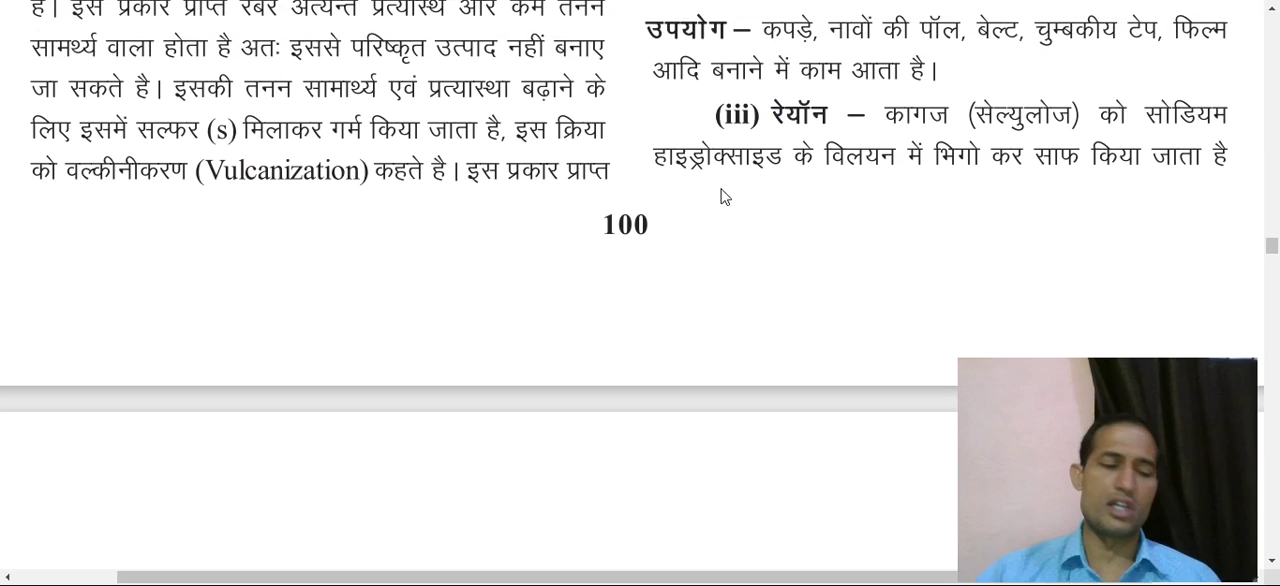 है। इस प्रकार प्राप्त रबर अत्यन्त प्रत्यास्थ और कम तनन
सामर्थ्य वाला होता है अतः इससे परिष्कृत उत्पाद नहीं बनाए
जा सकते है। इसकी तनन सामार्थ्य एवं प्रत्यास्था बढ़ाने के
लिए इसमें सल्फर (s) मिलाकर गर्म किया जाता है, इस क्रिया
को वल्कीनीकरण (Vulcanization) कहते है। इस प्रकार प्राप्त
उपयोग – कपड़े, नावों की पॉल, बेल्ट, चुम्बकीय टेप, फिल्म
आदि बनाने में काम आता है।
(iii) रेयॉन – कागज (सेल्युलोज) को सोडियम
हाइड्रोक्साइड के विलयन में भिगो कर साफ किया जाता है
100